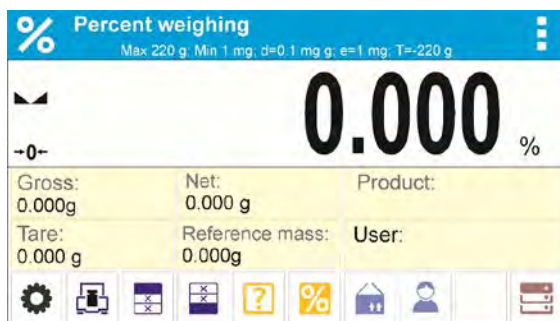 % Percent weighing
Max 220 g: Min 1 mg: d=0.1 mg g: e=1 mg: T=-220 g
0.000 %
→0←
Gross: Net: Product:
0.000g 0.000 g
Tare: Reference mass: User:
0.000 g 0.000g
? %